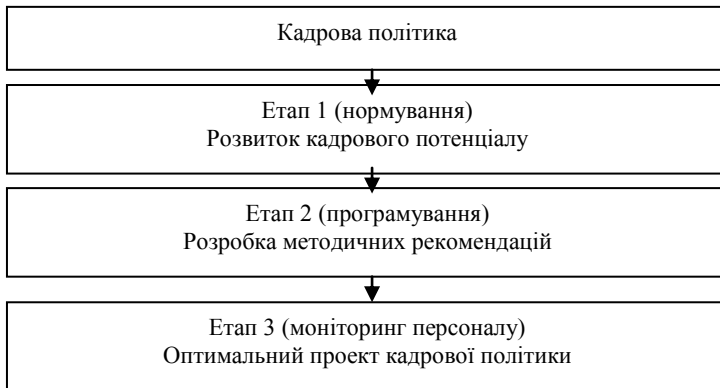 Кадрова політика
Етап 1 (нормування)
Розвиток кадрового потенціалу
Етап 2 (програмування)
Розробка методичних рекомендацій
Етап 3 (моніторинг персоналу)
Оптимальний проект кадрової політики